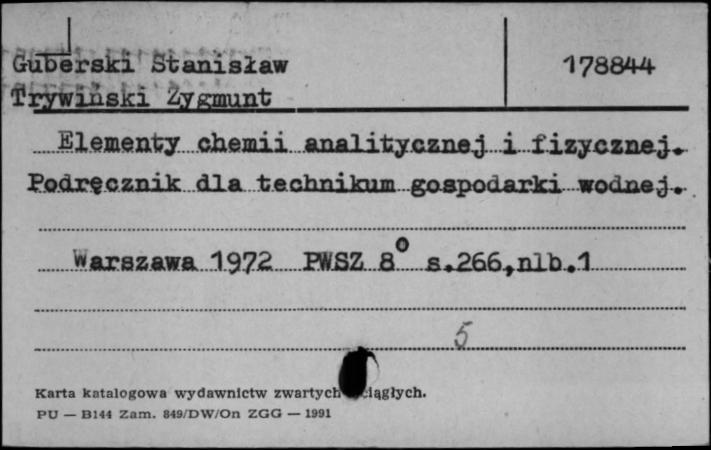 Guberski Stanisław 178844
Trywiński Zygmunt
Elementy chemii analitycznej i fizycznej.
Podręcznik dla technikum gospodarki wodnej.
Warszawa 1972 PWSZ 8° s.266,nlb.1
5
Karta katalogowa wydawnictw zwartych ciągłych.
PU — B144 Zam. 849/DW/On ZGG — 1991